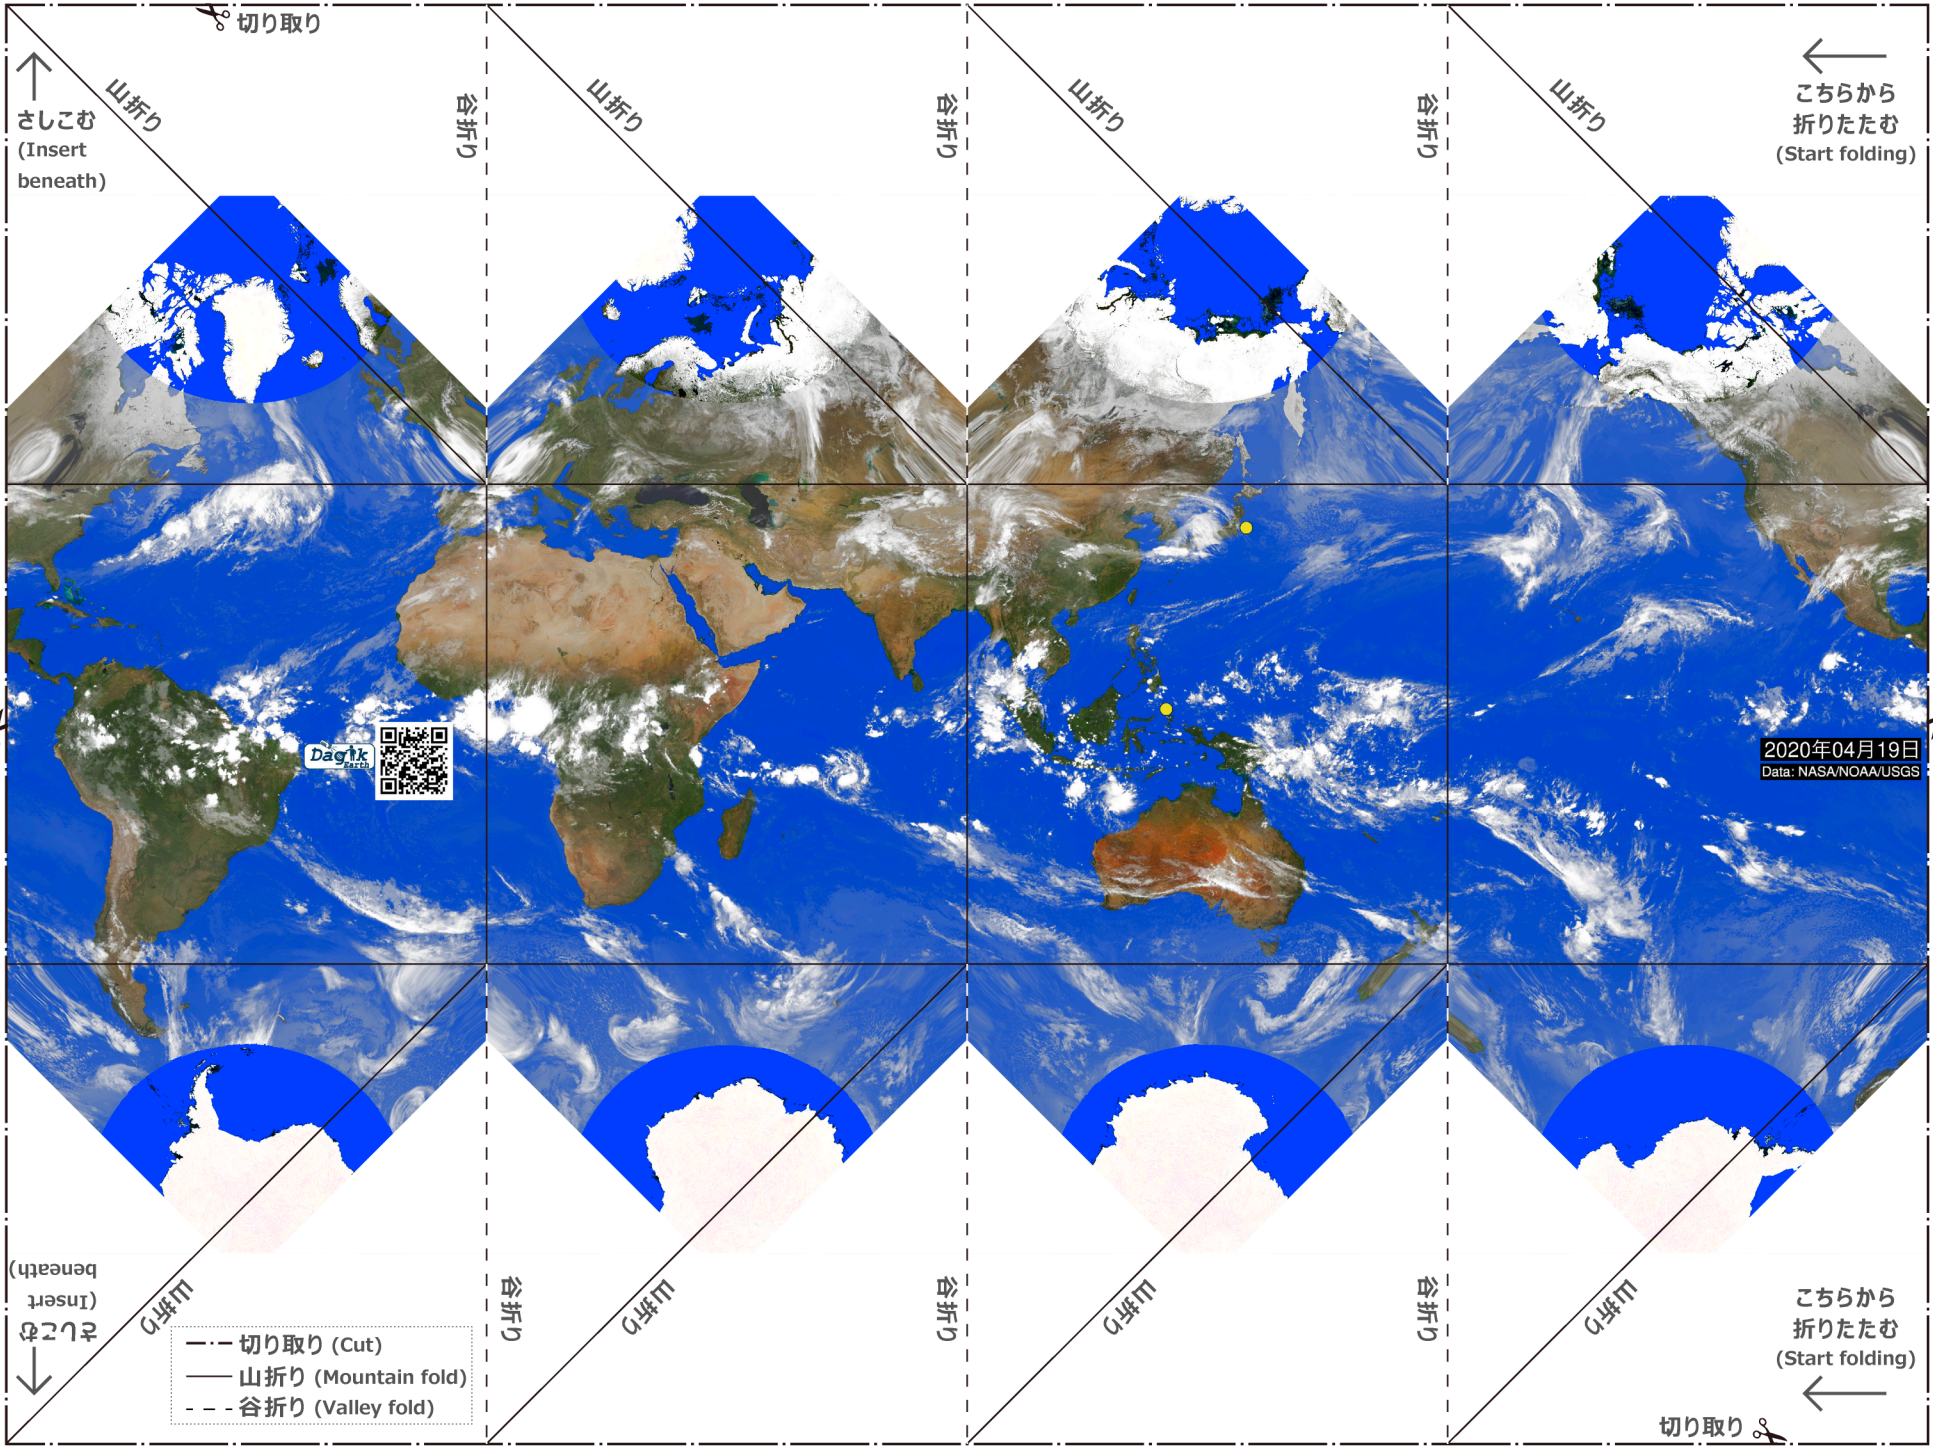 切り取り
山折り
谷折り
山折り
谷折り
山折り
谷折り
山折り
さしこむ
(Insert
beneath)
こちらから
折りたたむ
(Start folding)
Dagik
Earth
2020年04月19日
Data: NASA/NOAA/USGS
さしこむ
(Insert
beneath)
山折り
谷折り
山折り
谷折り
山折り
谷折り
山折り
こちらから
折りたたむ
(Start folding)
切り取り (Cut)
山折り (Mountain fold)
谷折り (Valley fold)
切り取り